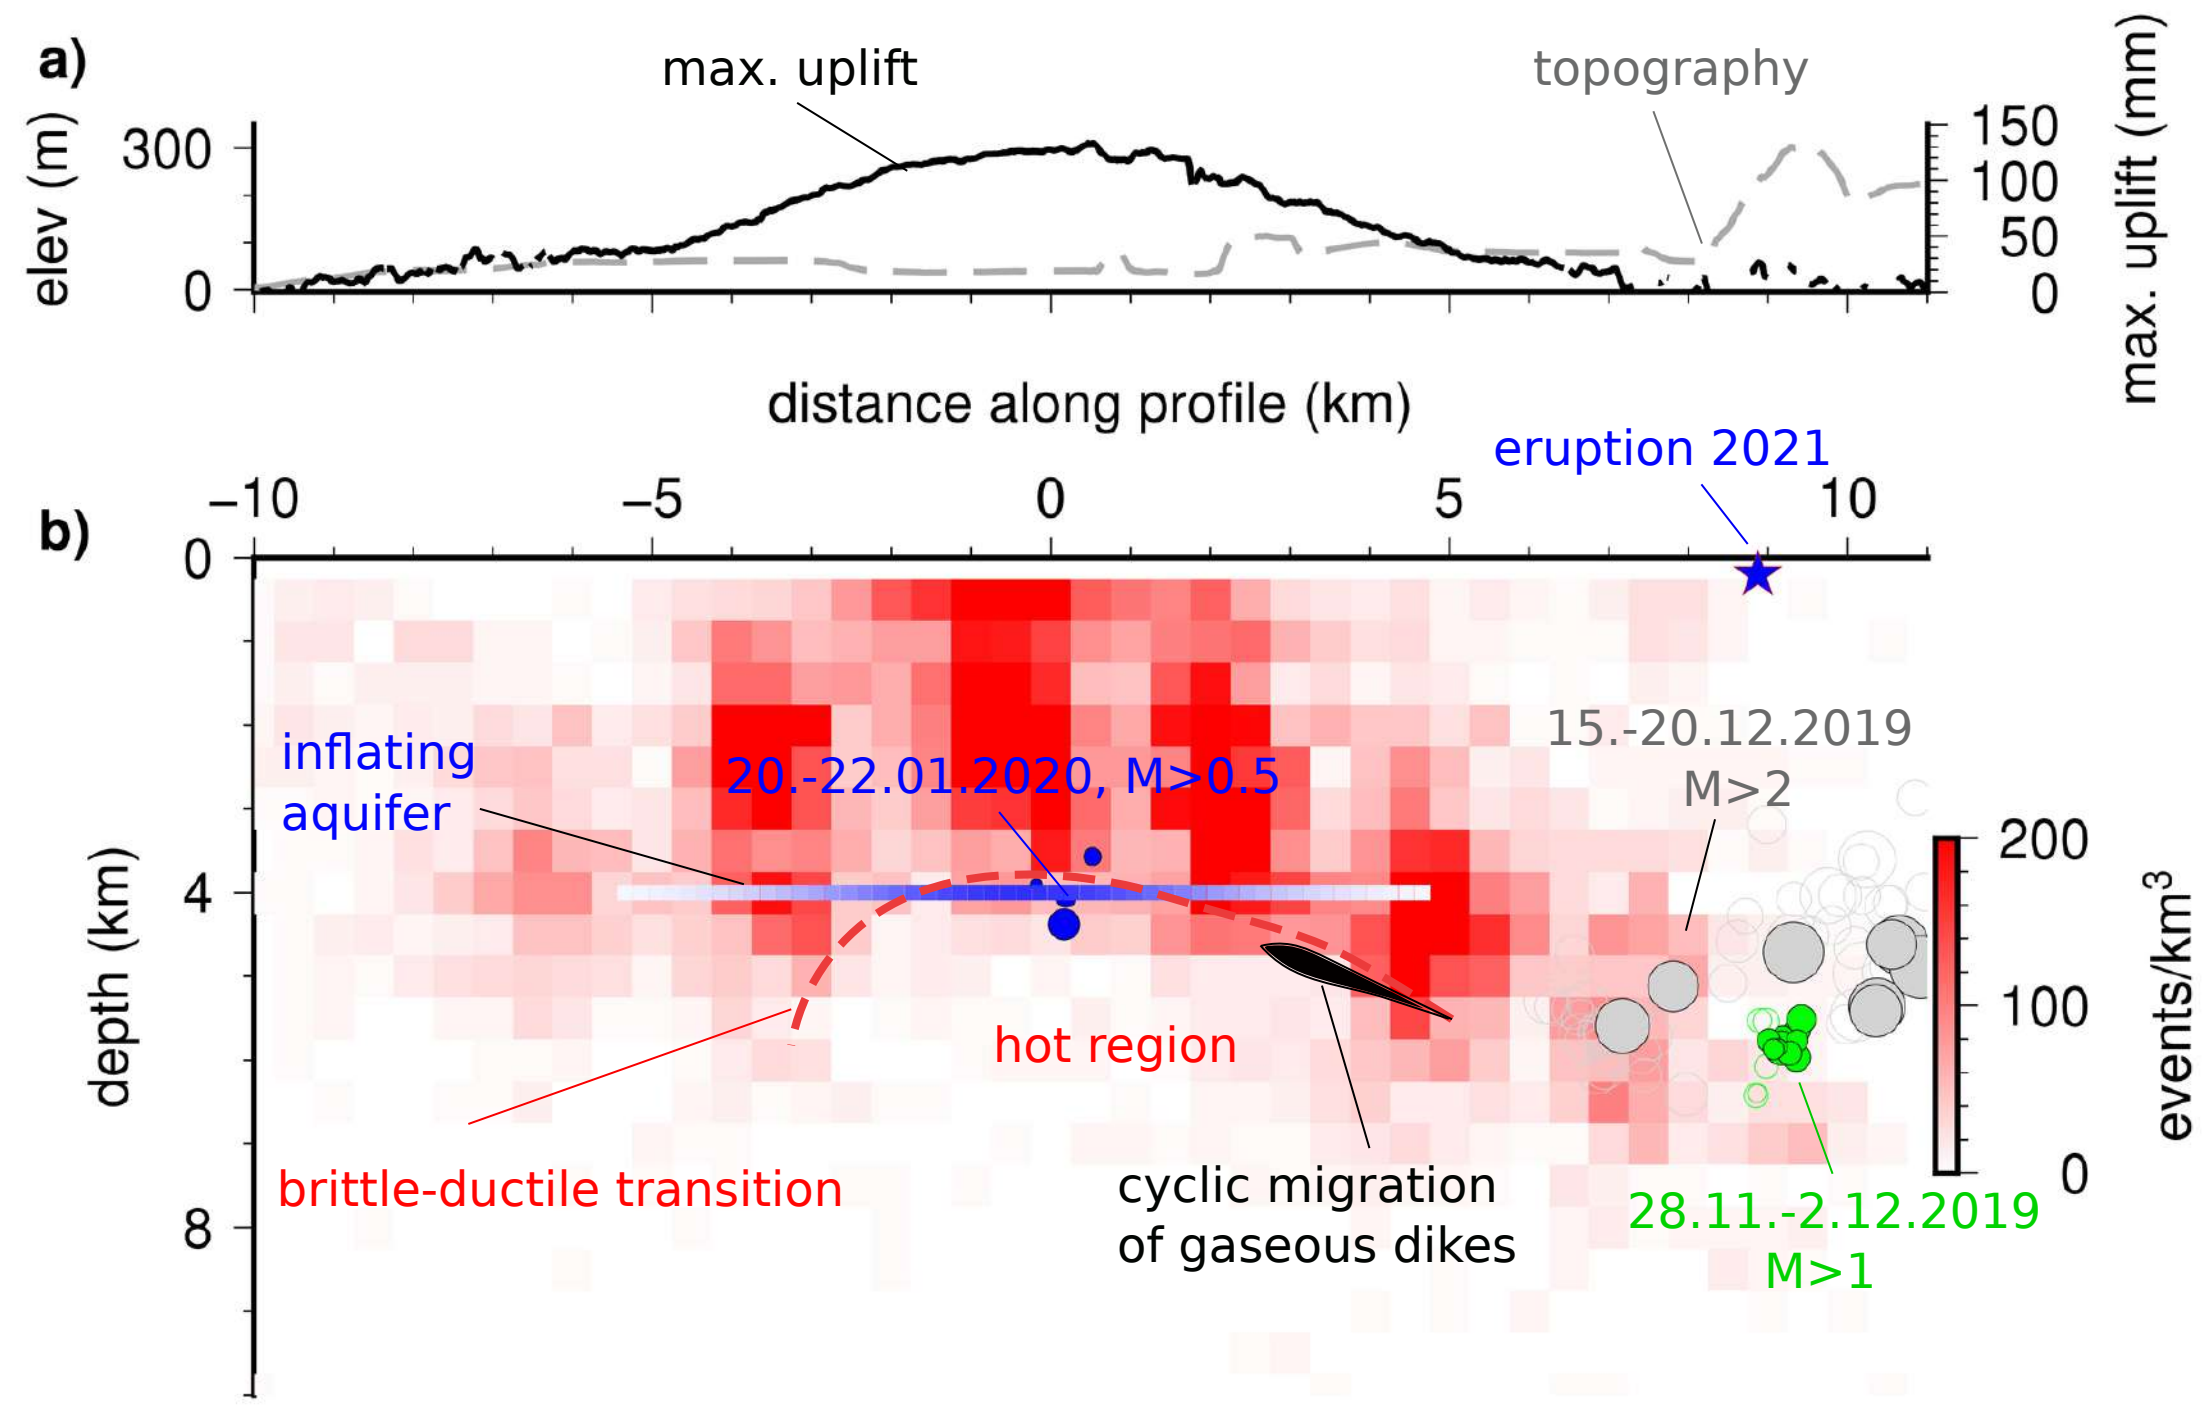 a)
max. uplift
topography
elev (m)
300
0
150
100
50
0
max. uplift (mm)
distance along profile (km)
eruption 2021
b)
−10
−5
0
5
10
0
4
8
depth (km)
inflating
aquifer
20.-22.01.2020, M>0.5
15.-20.12.2019
M>2
200
100
0
events/km³
hot region
brittle-ductile transition
cyclic migration
of gaseous dikes
28.11.-2.12.2019
M>1